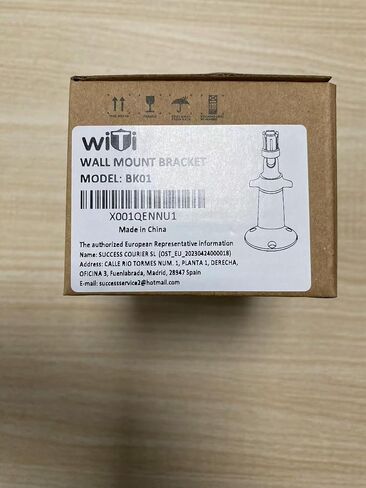 WiTi
WALL MOUNT BRACKET
MODEL: BK01
X001QENNU1
Made in China
The authorized European Representative information
Name: SUCCESS COURIER SL (OST_EU_20230424000018)
Address: CALLE RIO TORMES NUM. 1, PLANTA 1, DERECHA,
OFICINA 3, Fuenlabrada, Madrid, 28947 Spain
E-mail: successservice2@hotmail.com